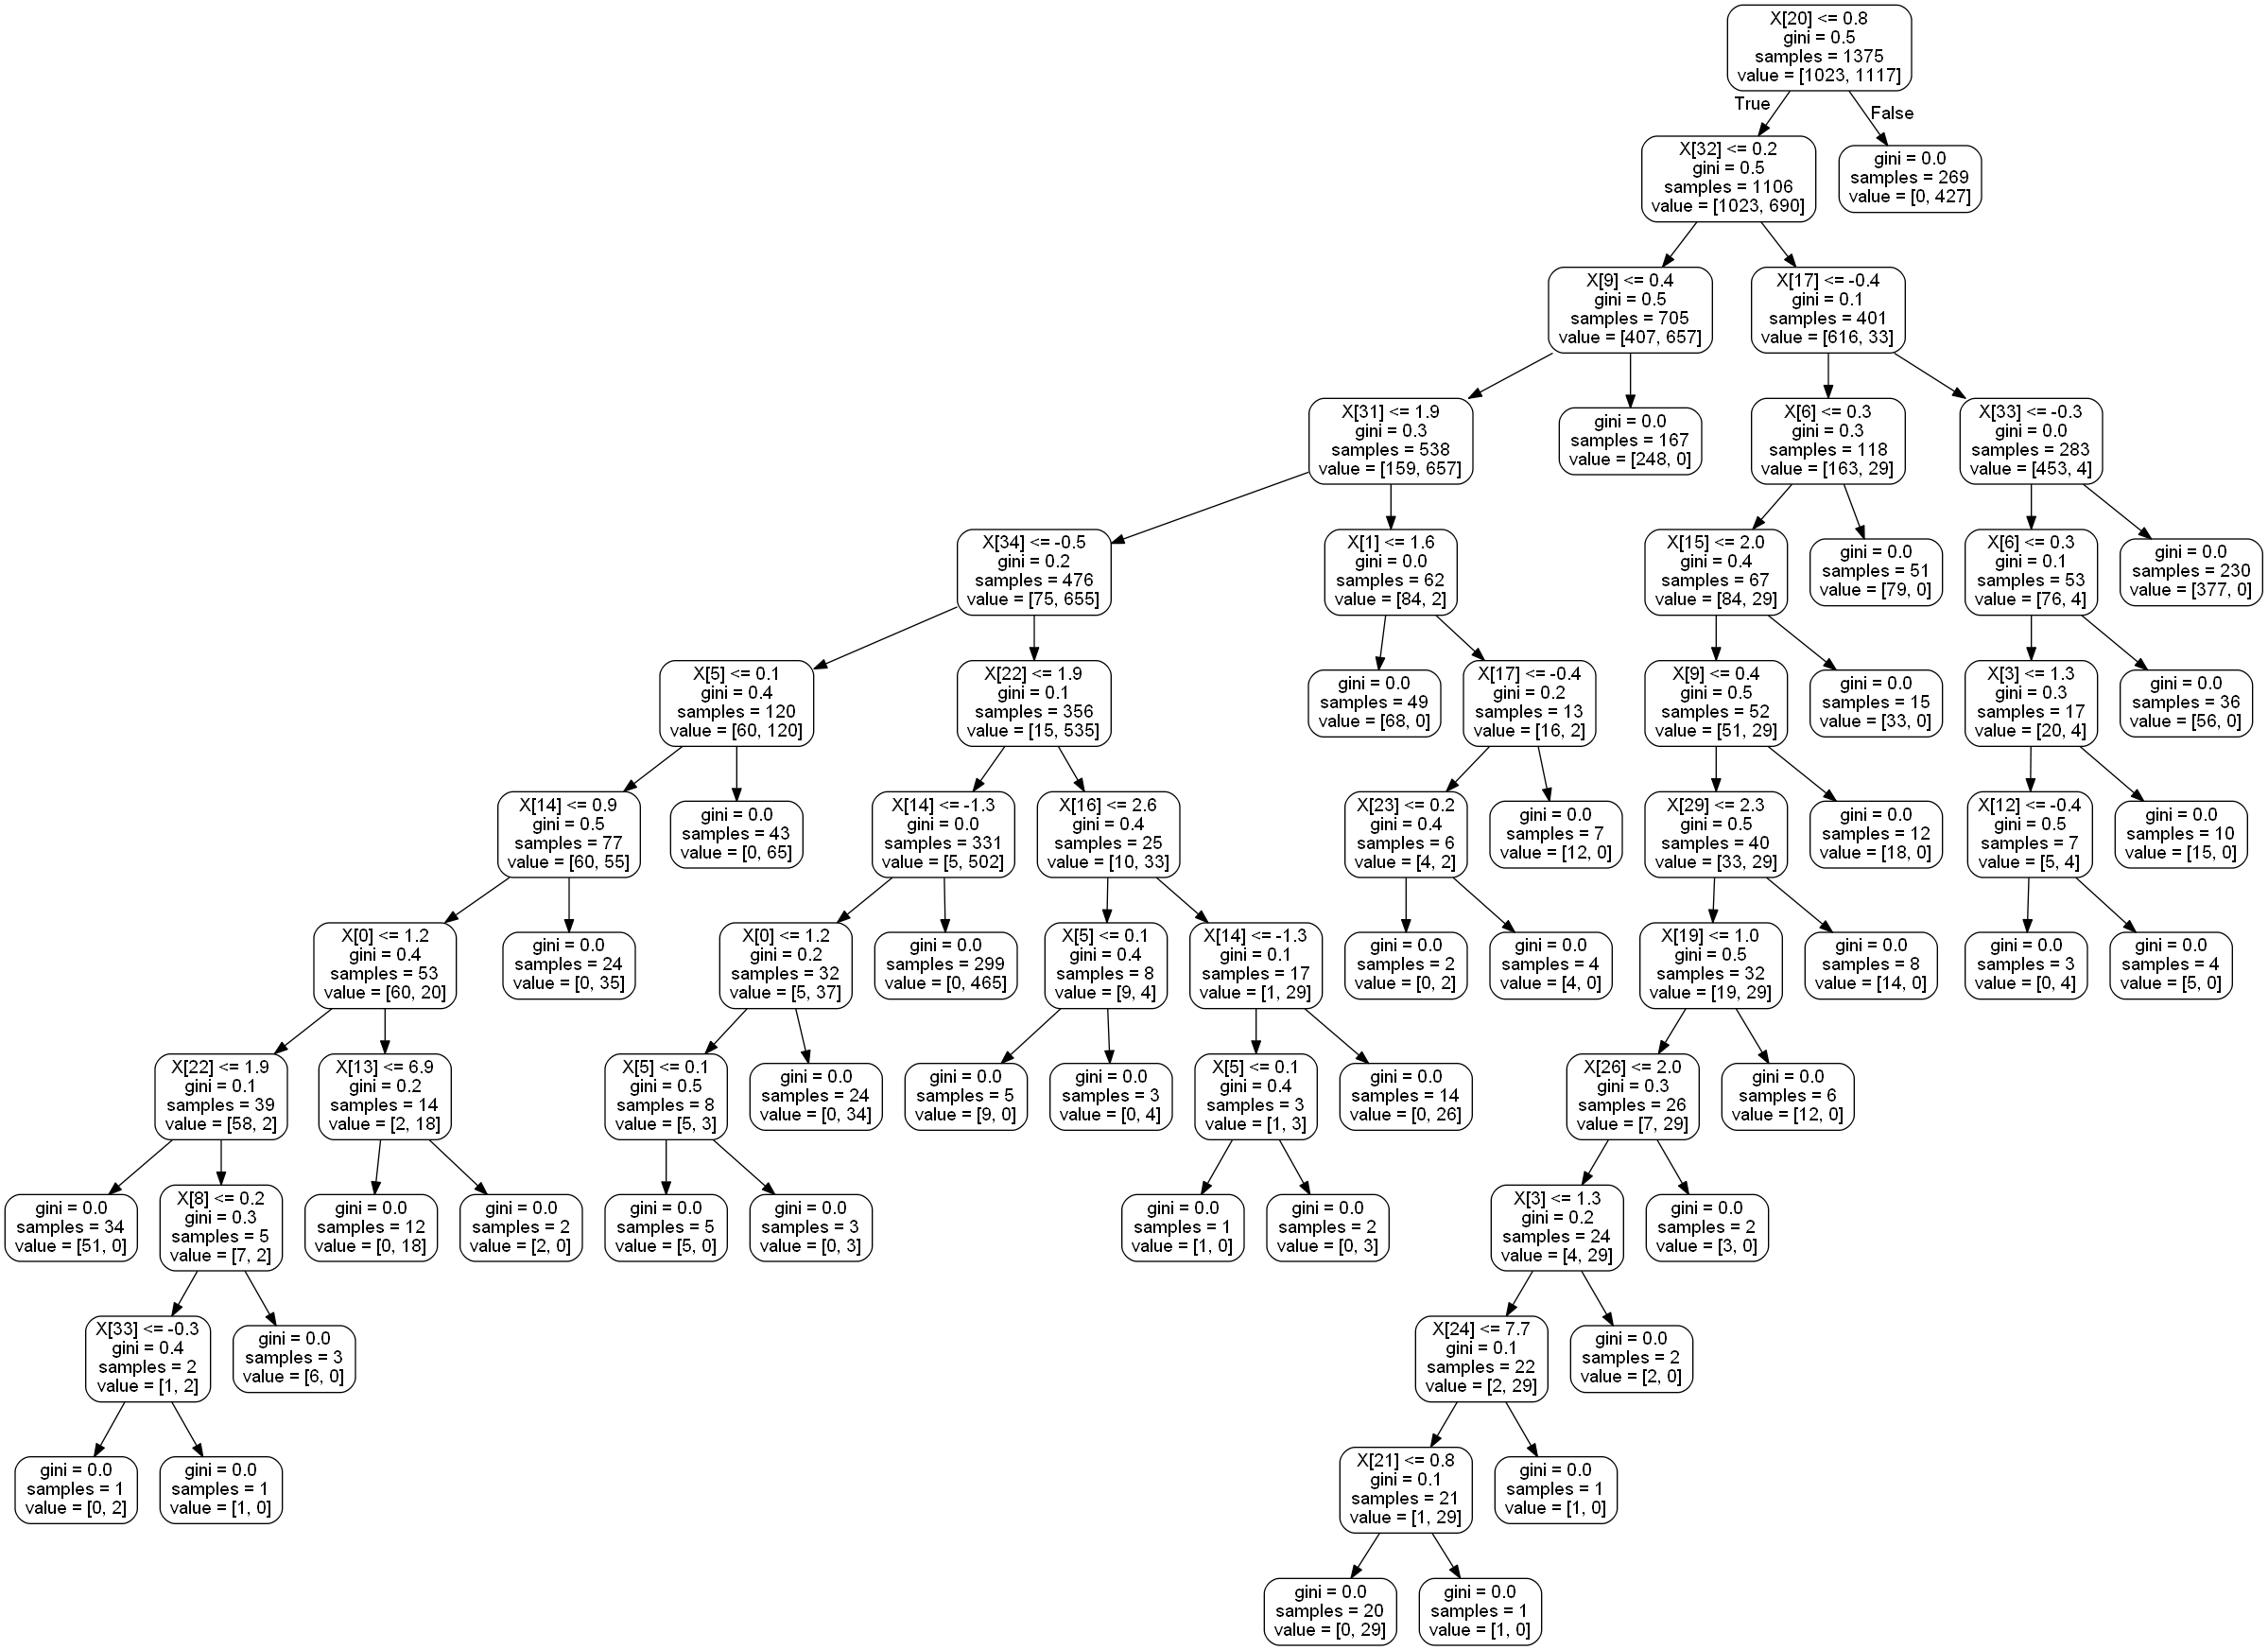 X[20] <= 0.8
gini = 0.5
samples = 1375
value = [1023, 1117]
True
False
X[32] <= 0.2
gini = 0.5
samples = 1106
value = [1023, 690]
gini = 0.0
samples = 269
value = [0, 427]
X[9] <= 0.4
gini = 0.5
samples = 705
value = [407, 657]
X[17] <= -0.4
gini = 0.1
samples = 401
value = [616, 33]
X[31] <= 1.9
gini = 0.3
samples = 538
value = [159, 657]
gini = 0.0
samples = 167
value = [248, 0]
X[6] <= 0.3
gini = 0.3
samples = 118
value = [163, 29]
X[33] <= -0.3
gini = 0.0
samples = 283
value = [453, 4]
X[34] <= -0.5
gini = 0.2
samples = 476
value = [75, 655]
X[1] <= 1.6
gini = 0.0
samples = 62
value = [84, 2]
X[15] <= 2.0
gini = 0.4
samples = 67
value = [84, 29]
gini = 0.0
samples = 51
value = [79, 0]
X[6] <= 0.3
gini = 0.1
samples = 53
value = [76, 4]
gini = 0.0
samples = 230
value = [377, 0]
X[5] <= 0.1
gini = 0.4
samples = 120
value = [60, 120]
X[22] <= 1.9
gini = 0.1
samples = 356
value = [15, 535]
gini = 0.0
samples = 49
value = [68, 0]
X[17] <= -0.4
gini = 0.2
samples = 13
value = [16, 2]
X[9] <= 0.4
gini = 0.5
samples = 52
value = [51, 29]
gini = 0.0
samples = 15
value = [33, 0]
X[3] <= 1.3
gini = 0.3
samples = 17
value = [20, 4]
gini = 0.0
samples = 36
value = [56, 0]
X[14] <= 0.9
gini = 0.5
samples = 77
value = [60, 55]
gini = 0.0
samples = 43
value = [0, 65]
X[14] <= -1.3
gini = 0.0
samples = 331
value = [5, 502]
X[16] <= 2.6
gini = 0.4
samples = 25
value = [10, 33]
X[23] <= 0.2
gini = 0.4
samples = 6
value = [4, 2]
gini = 0.0
samples = 7
value = [12, 0]
X[29] <= 2.3
gini = 0.5
samples = 40
value = [33, 29]
gini = 0.0
samples = 12
value = [18, 0]
X[12] <= -0.4
gini = 0.5
samples = 7
value = [5, 4]
gini = 0.0
samples = 10
value = [15, 0]
X[0] <= 1.2
gini = 0.4
samples = 53
value = [60, 20]
gini = 0.0
samples = 24
value = [0, 35]
X[0] <= 1.2
gini = 0.2
samples = 32
value = [5, 37]
gini = 0.0
samples = 299
value = [0, 465]
X[5] <= 0.1
gini = 0.4
samples = 8
value = [9, 4]
X[14] <= -1.3
gini = 0.1
samples = 17
value = [1, 29]
gini = 0.0
samples = 2
value = [0, 2]
gini = 0.0
samples = 4
value = [4, 0]
X[19] <= 1.0
gini = 0.5
samples = 32
value = [19, 29]
gini = 0.0
samples = 8
value = [14, 0]
gini = 0.0
samples = 3
value = [0, 4]
gini = 0.0
samples = 4
value = [5, 0]
X[22] <= 1.9
gini = 0.1
samples = 39
value = [58, 2]
X[13] <= 6.9
gini = 0.2
samples = 14
value = [2, 18]
X[5] <= 0.1
gini = 0.5
samples = 8
value = [5, 3]
gini = 0.0
samples = 24
value = [0, 34]
gini = 0.0
samples = 5
value = [9, 0]
gini = 0.0
samples = 3
value = [0, 4]
X[5] <= 0.1
gini = 0.4
samples = 3
value = [1, 3]
gini = 0.0
samples = 14
value = [0, 26]
X[26] <= 2.0
gini = 0.3
samples = 26
value = [7, 29]
gini = 0.0
samples = 6
value = [12, 0]
gini = 0.0
samples = 34
value = [51, 0]
X[8] <= 0.2
gini = 0.3
samples = 5
value = [7, 2]
gini = 0.0
samples = 12
value = [0, 18]
gini = 0.0
samples = 2
value = [2, 0]
gini = 0.0
samples = 5
value = [5, 0]
gini = 0.0
samples = 3
value = [0, 3]
gini = 0.0
samples = 1
value = [1, 0]
gini = 0.0
samples = 2
value = [0, 3]
X[3] <= 1.3
gini = 0.2
samples = 24
value = [4, 29]
gini = 0.0
samples = 2
value = [3, 0]
X[33] <= -0.3
gini = 0.4
samples = 2
value = [1, 2]
gini = 0.0
samples = 3
value = [6, 0]
X[24] <= 7.7
gini = 0.1
samples = 22
value = [2, 29]
gini = 0.0
samples = 2
value = [2, 0]
gini = 0.0
samples = 1
value = [0, 2]
gini = 0.0
samples = 1
value = [1, 0]
X[21] <= 0.8
gini = 0.1
samples = 21
value = [1, 29]
gini = 0.0
samples = 1
value = [1, 0]
gini = 0.0
samples = 20
value = [0, 29]
gini = 0.0
samples = 1
value = [1, 0]